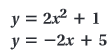 y = 2x² + 1
y = −2x + 5